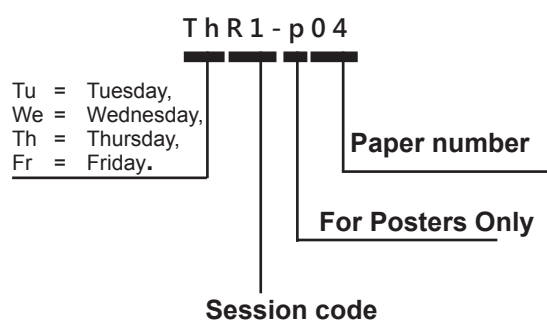 ThR1-p04
Tu = Tuesday,
We = Wednesday,
Th = Thursday,
Fr = Friday.
Paper number
For Posters Only
Session code